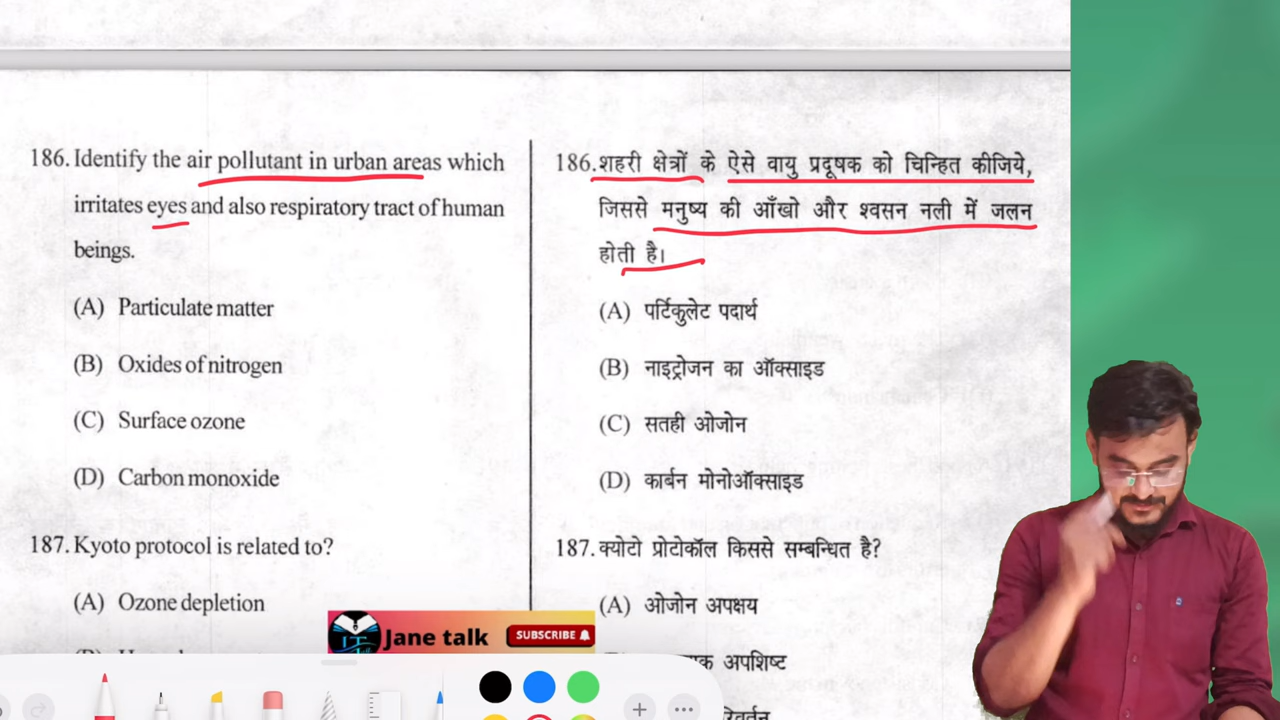 186. Identify the air pollutant in urban areas which
irritates eyes and also respiratory tract of human
beings.
(A) Particulate matter
(B) Oxides of nitrogen
(C) Surface ozone
(D) Carbon monoxide
187. Kyoto protocol is related to?
(A) Ozone depletion
186. शहरी क्षेत्रों के ऐसे वायु प्रदूषक को चिन्हित कीजिये,
जिससे मनुष्य की आँखो और श्वसन नली में जलन
होती है।
(A) पर्टिकुलेट पदार्थ
(B) नाइट्रोजन का ऑक्साइड
(C) सतही ओजोन
(D) कार्बन मोनोऑक्साइड
187. क्योटो प्रोटोकॉल किससे सम्बन्धित है?
(A) ओजोन अपक्षय
अपशिष्ट
Jane talk
SUBSCRIBE